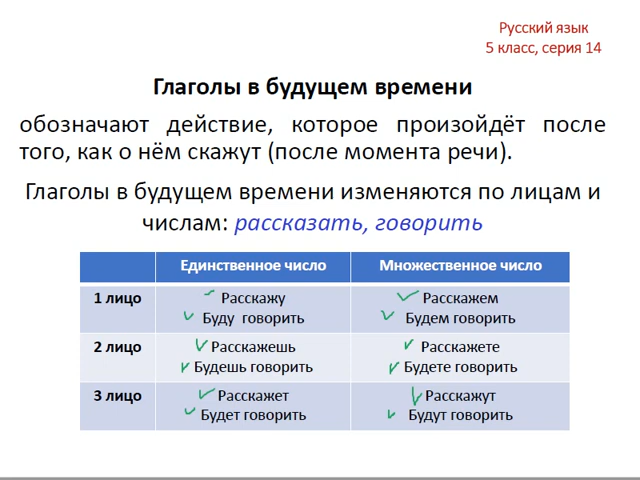 Русский язык
5 класс, серия 14
Глаголы в будущем времени
обозначают действие, которое произойдёт после
того, как о нём скажут (после момента речи).
Глаголы в будущем времени изменяются по лицам и
числам: рассказать, говорить
Единственное число Множественное число
1 лицо Расскажу Расскажем
Буду говорить Будем говорить
2 лицо Расскажешь Расскажете
Будешь говорить Будете говорить
3 лицо Расскажет Расскажут
Будет говорить Будут говорить